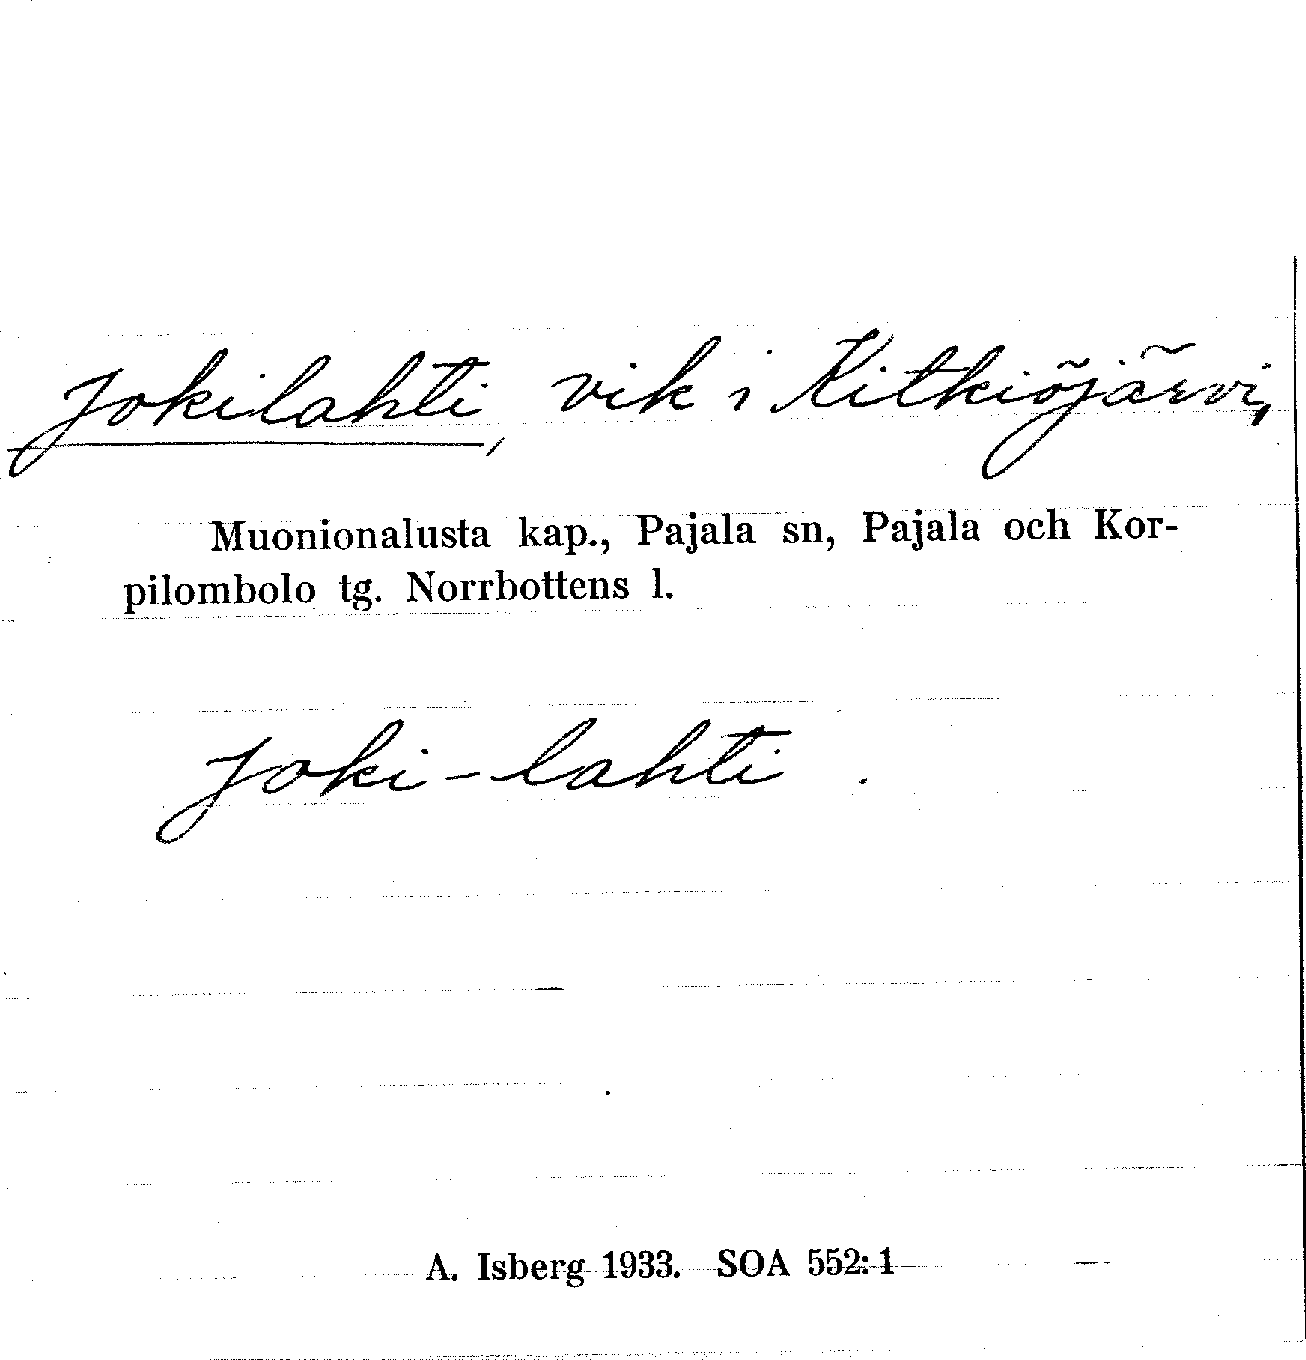 Jokilahti, vik i Kitkiöjärvi,
Muonionalusta kap., Pajala sn, Pajala och Kor-
pilombolo tg. Norrbottens l.
Joki-lahti.
A. Isberg 1933. SOA 552:1